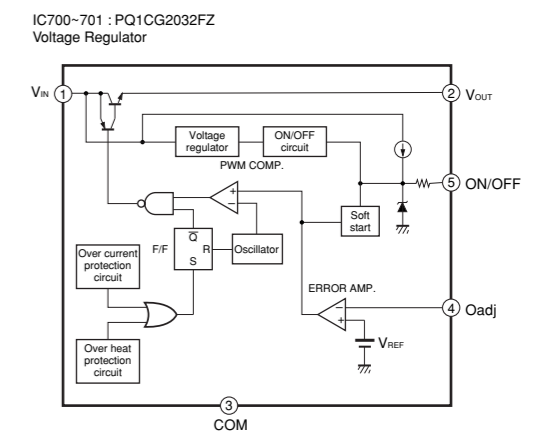 IC700~701 : PQ1CG2032FZ
Voltage Regulator
VIN
1
2
VOUT
Voltage
regulator
ON/OFF
circuit
PWM COMP.
5
ON/OFF
+
−
Soft
start
Q
F/F
R
S
Oscillator
Over current
protection
circuit
ERROR AMP.
−
+
4
Oadj
VREF
Over heat
protection
circuit
3
COM